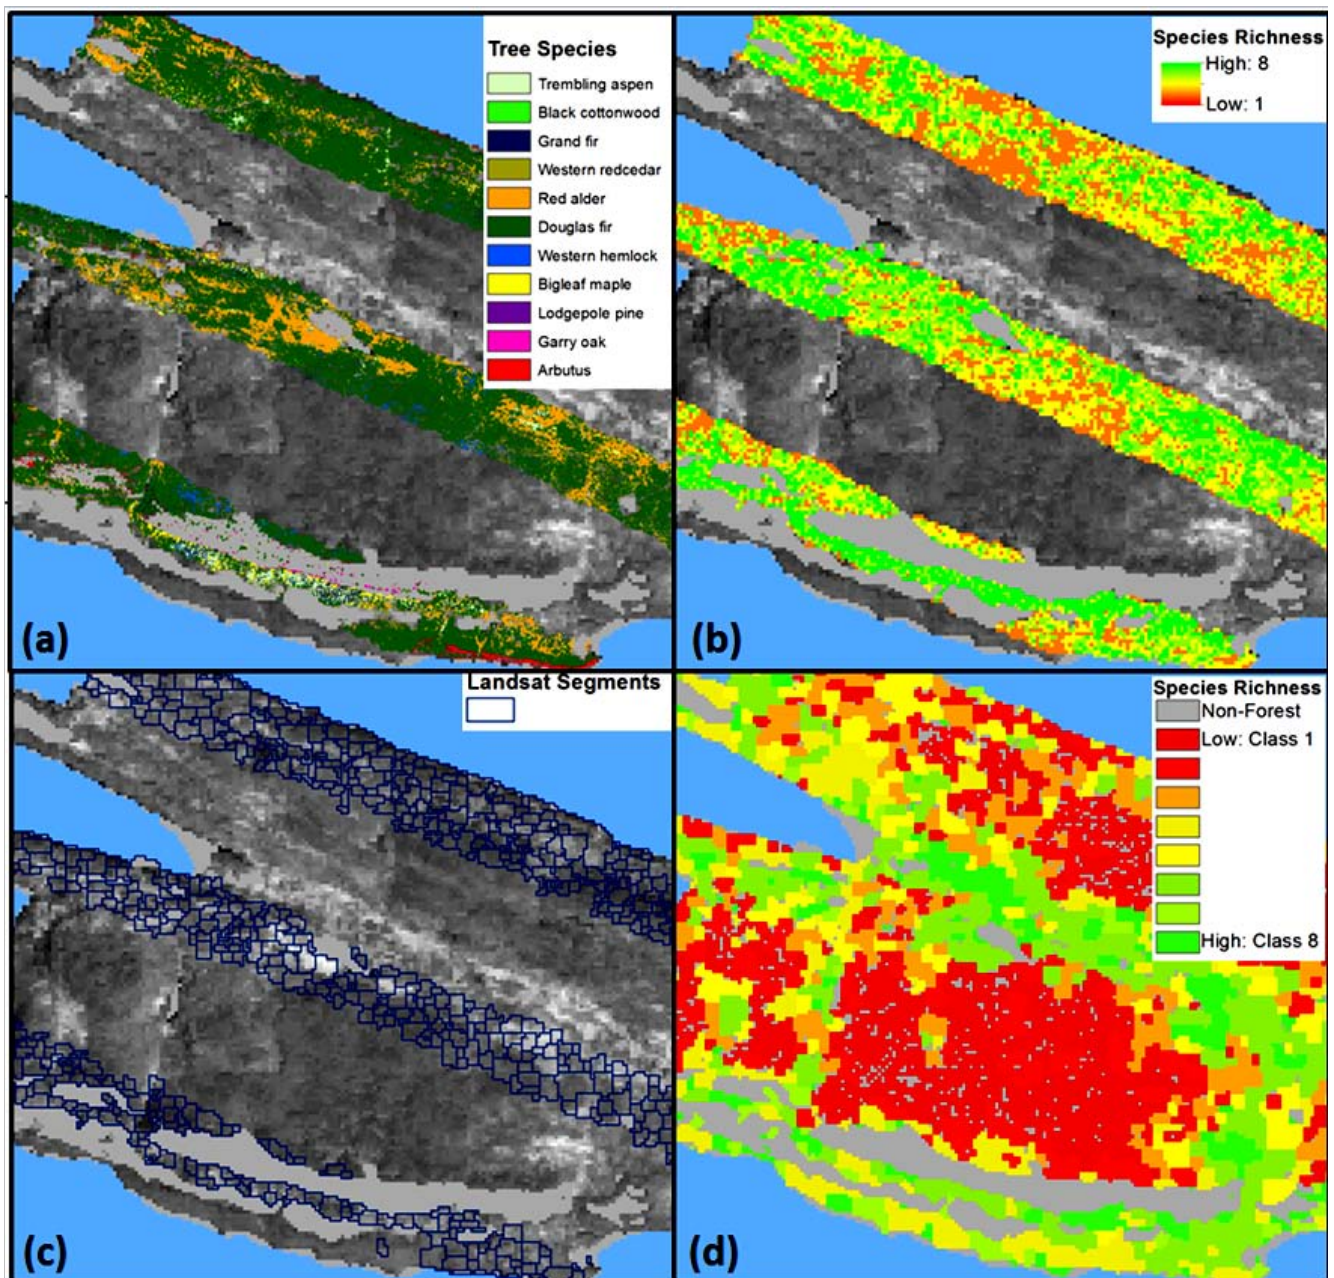 Tree Species
Trembling aspen
Black cottonwood
Grand fir
Western redcedar
Red alder
Douglas fir
Western hemlock
Bigleaf maple
Lodgepole pine
Garry oak
Arbutus
(a)
Species Richness
High: 8
Low: 1
(b)
Landsat Segments
(c)
Species Richness
Non-Forest
Low: Class 1
High: Class 8
(d)